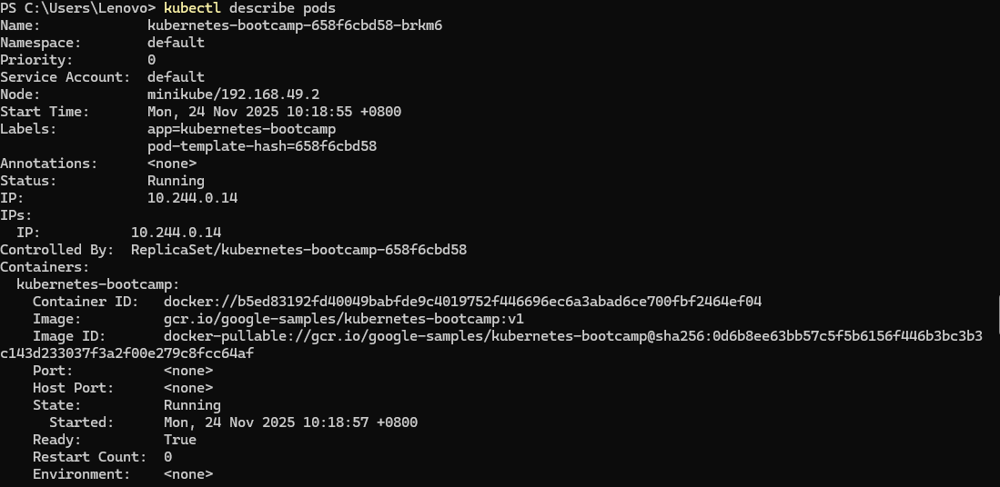 PS C:\Users\Lenovo> kubectl describe pods
Name:             kubernetes-bootcamp-658f6cbd58-brkm6
Namespace:        default
Priority:         0
Service Account:  default
Node:             minikube/192.168.49.2
Start Time:       Mon, 24 Nov 2025 10:18:55 +0800
Labels:           app=kubernetes-bootcamp
                  pod-template-hash=658f6cbd58
Annotations:      <none>
Status:           Running
IP:               10.244.0.14
IPs:
  IP:           10.244.0.14
Controlled By:  ReplicaSet/kubernetes-bootcamp-658f6cbd58
Containers:
  kubernetes-bootcamp:
    Container ID:   docker://b5ed83192fd40049babfde9c4019752f446696ec6a3abad6ce700fbf2464ef04
    Image:          gcr.io/google-samples/kubernetes-bootcamp:v1
    Image ID:       docker-pullable://gcr.io/google-samples/kubernetes-bootcamp@sha256:0d6b8ee63bb57c5f5b6156f446b3bc3b3
c143d233037f3a2f00e279c8fcc64af
    Port:           <none>
    Host Port:      <none>
    State:          Running
      Started:      Mon, 24 Nov 2025 10:18:57 +0800
    Ready:          True
    Restart Count:  0
    Environment:    <none>